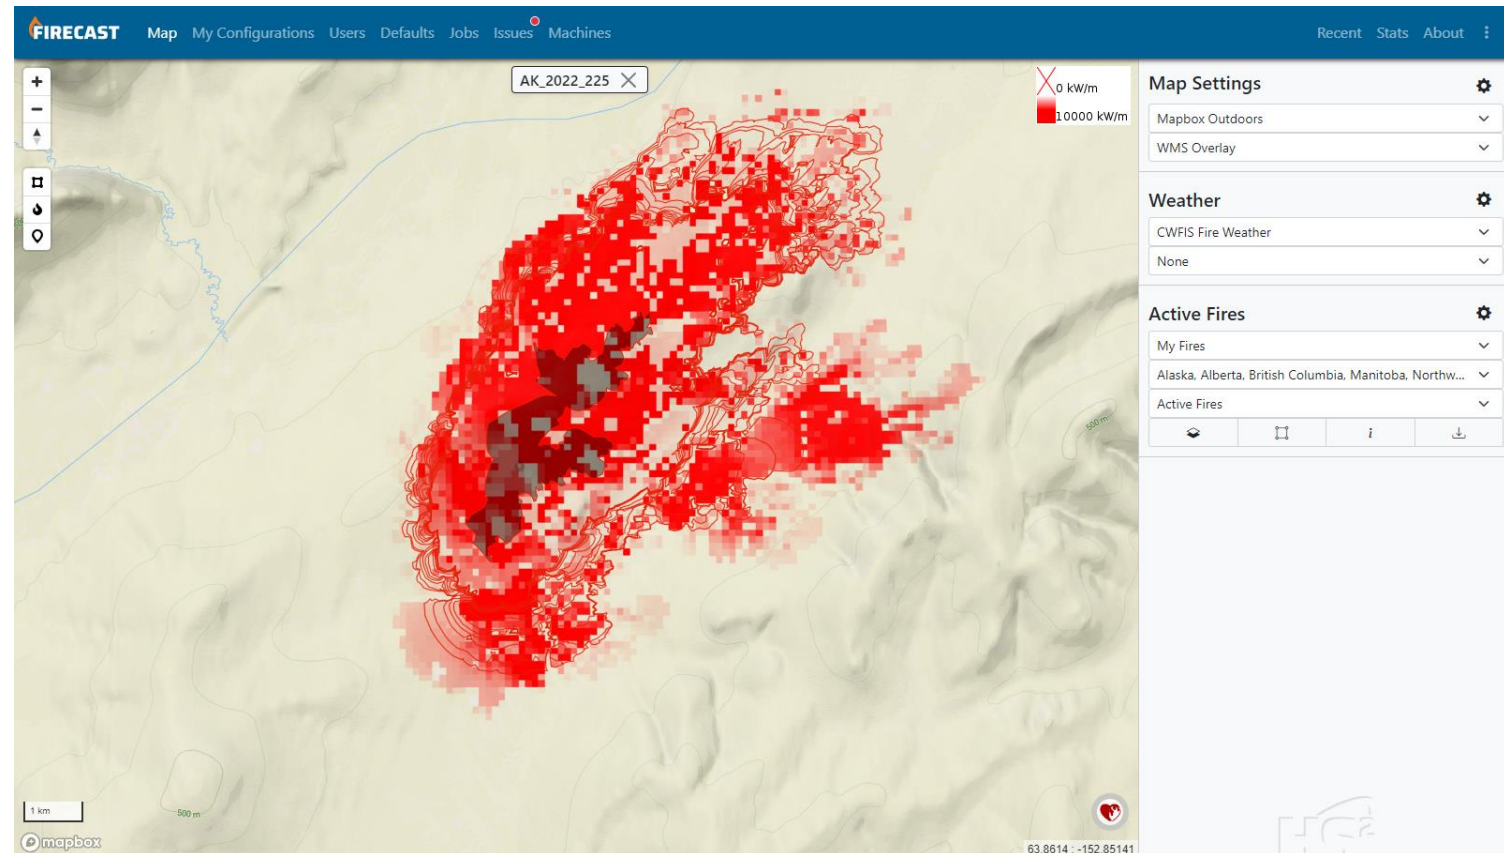 FIRECAST Map My Configurations Users Defaults Jobs Issues Machines Recent Stats About
AK_2022_225
0 kW/m
10000 kW/m
Map Settings
Mapbox Outdoors
WMS Overlay
Weather
CWFIS Fire Weather
None
Active Fires
My Fires
Alaska, Alberta, British Columbia, Manitoba, Northw...
Active Fires
i
500 m
500 m
1 km
mapbox
63.8614 : -152.85141